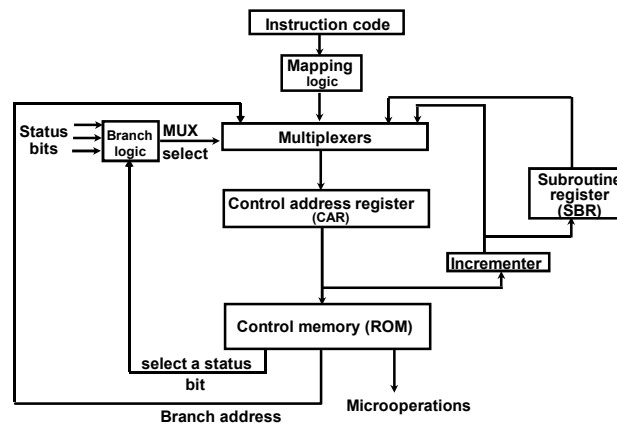 Instruction code
Mapping
logic
Status
bits
Branch
logic
MUX
select
Multiplexers
Subroutine
register
(SBR)
Control address register
(CAR)
Incrementer
Control memory (ROM)
select a status
bit
Microoperations
Branch address